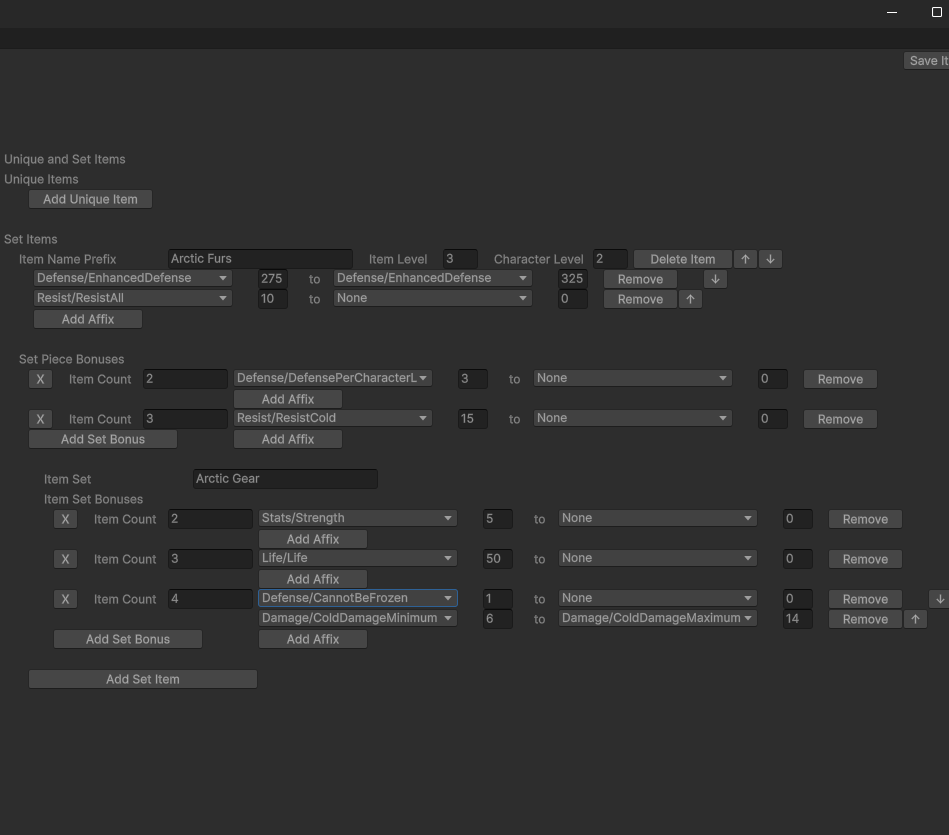 Save It
Unique and Set Items
Unique Items
Add Unique Item
Set Items
Item Name Prefix Arctic Furs Item Level 3 Character Level 2 Delete Item ↑ ↓
Defense/EnhancedDefense 275 to Defense/EnhancedDefense 325 Remove ↓
Resist/ResistAll 10 to None 0 Remove ↑
Add Affix
Set Piece Bonuses
X Item Count 2 Defense/DefensePerCharacterL 3 to None 0 Remove
Add Affix
X Item Count 3 Resist/ResistCold 15 to None 0 Remove
Add Set Bonus Add Affix
Item Set Arctic Gear
Item Set Bonuses
X Item Count 2 Stats/Strength 5 to None 0 Remove
Add Affix
X Item Count 3 Life/Life 50 to None 0 Remove
Add Affix
X Item Count 4 Defense/CannotBeFrozen 1 to None 0 Remove ↓
Damage/ColdDamageMinimum 6 to Damage/ColdDamageMaximum 14 Remove ↑
Add Set Bonus Add Affix
Add Set Item